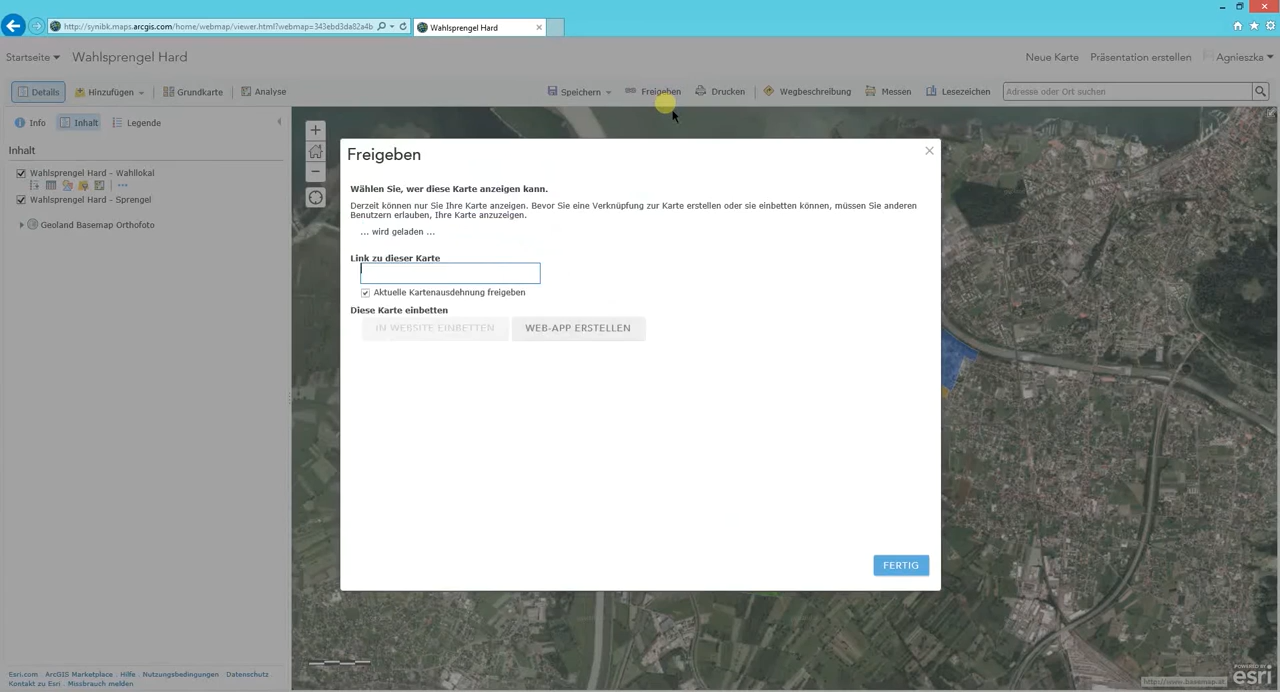 http://synibk.maps.arcgis.com/home/webmap/viewer.html?webmap=343ebd3da82a4b
Wahlsprengel Hard
Startseite
Wahlsprengel Hard
Neue Karte
Präsentation erstellen
Agnieszka
Details
Hinzufügen
Grundkarte
Analyse
Speichern
Freigeben
Drucken
Wegbeschreibung
Messen
Lesezeichen
Adresse oder Ort suchen
Info
Inhalt
Legende
Inhalt
Wahlsprengel Hard - Wahllokal
Wahlsprengel Hard - Sprengel
Geoland Basemap Orthofoto
Freigeben
Wählen Sie, wer diese Karte anzeigen kann.
Derzeit können nur Sie Ihre Karte anzeigen. Bevor Sie eine Verknüpfung zur Karte erstellen oder sie einbetten können, müssen Sie anderen
Benutzern erlauben, Ihre Karte anzuzeigen.
... wird geladen ...
Link zu dieser Karte
Aktuelle Kartenausdehnung freigeben
Diese Karte einbetten
IN WEBSITE EINBETTEN
WEB-APP ERSTELLEN
FERTIG
Esri.com
ArcGIS Marketplace
Hilfe
Nutzungsbedingungen
Datenschutz
Kontakt zu Esri
Missbrauch melden
http://www.basemap.at
POWERED BY
esri